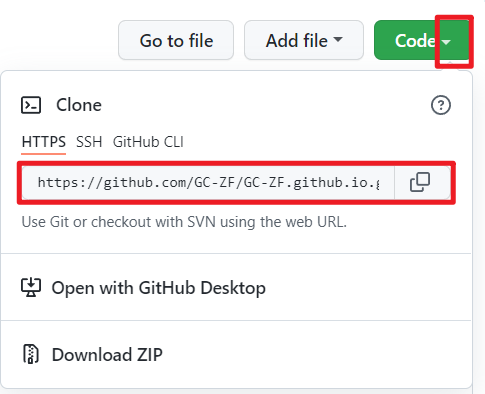 Go to file Add file Code
Clone
HTTPS SSH GitHub CLI
https://github.com/GC-ZF/GC-ZF.github.io.g
Use Git or checkout with SVN using the web URL.
Open with GitHub Desktop
Download ZIP